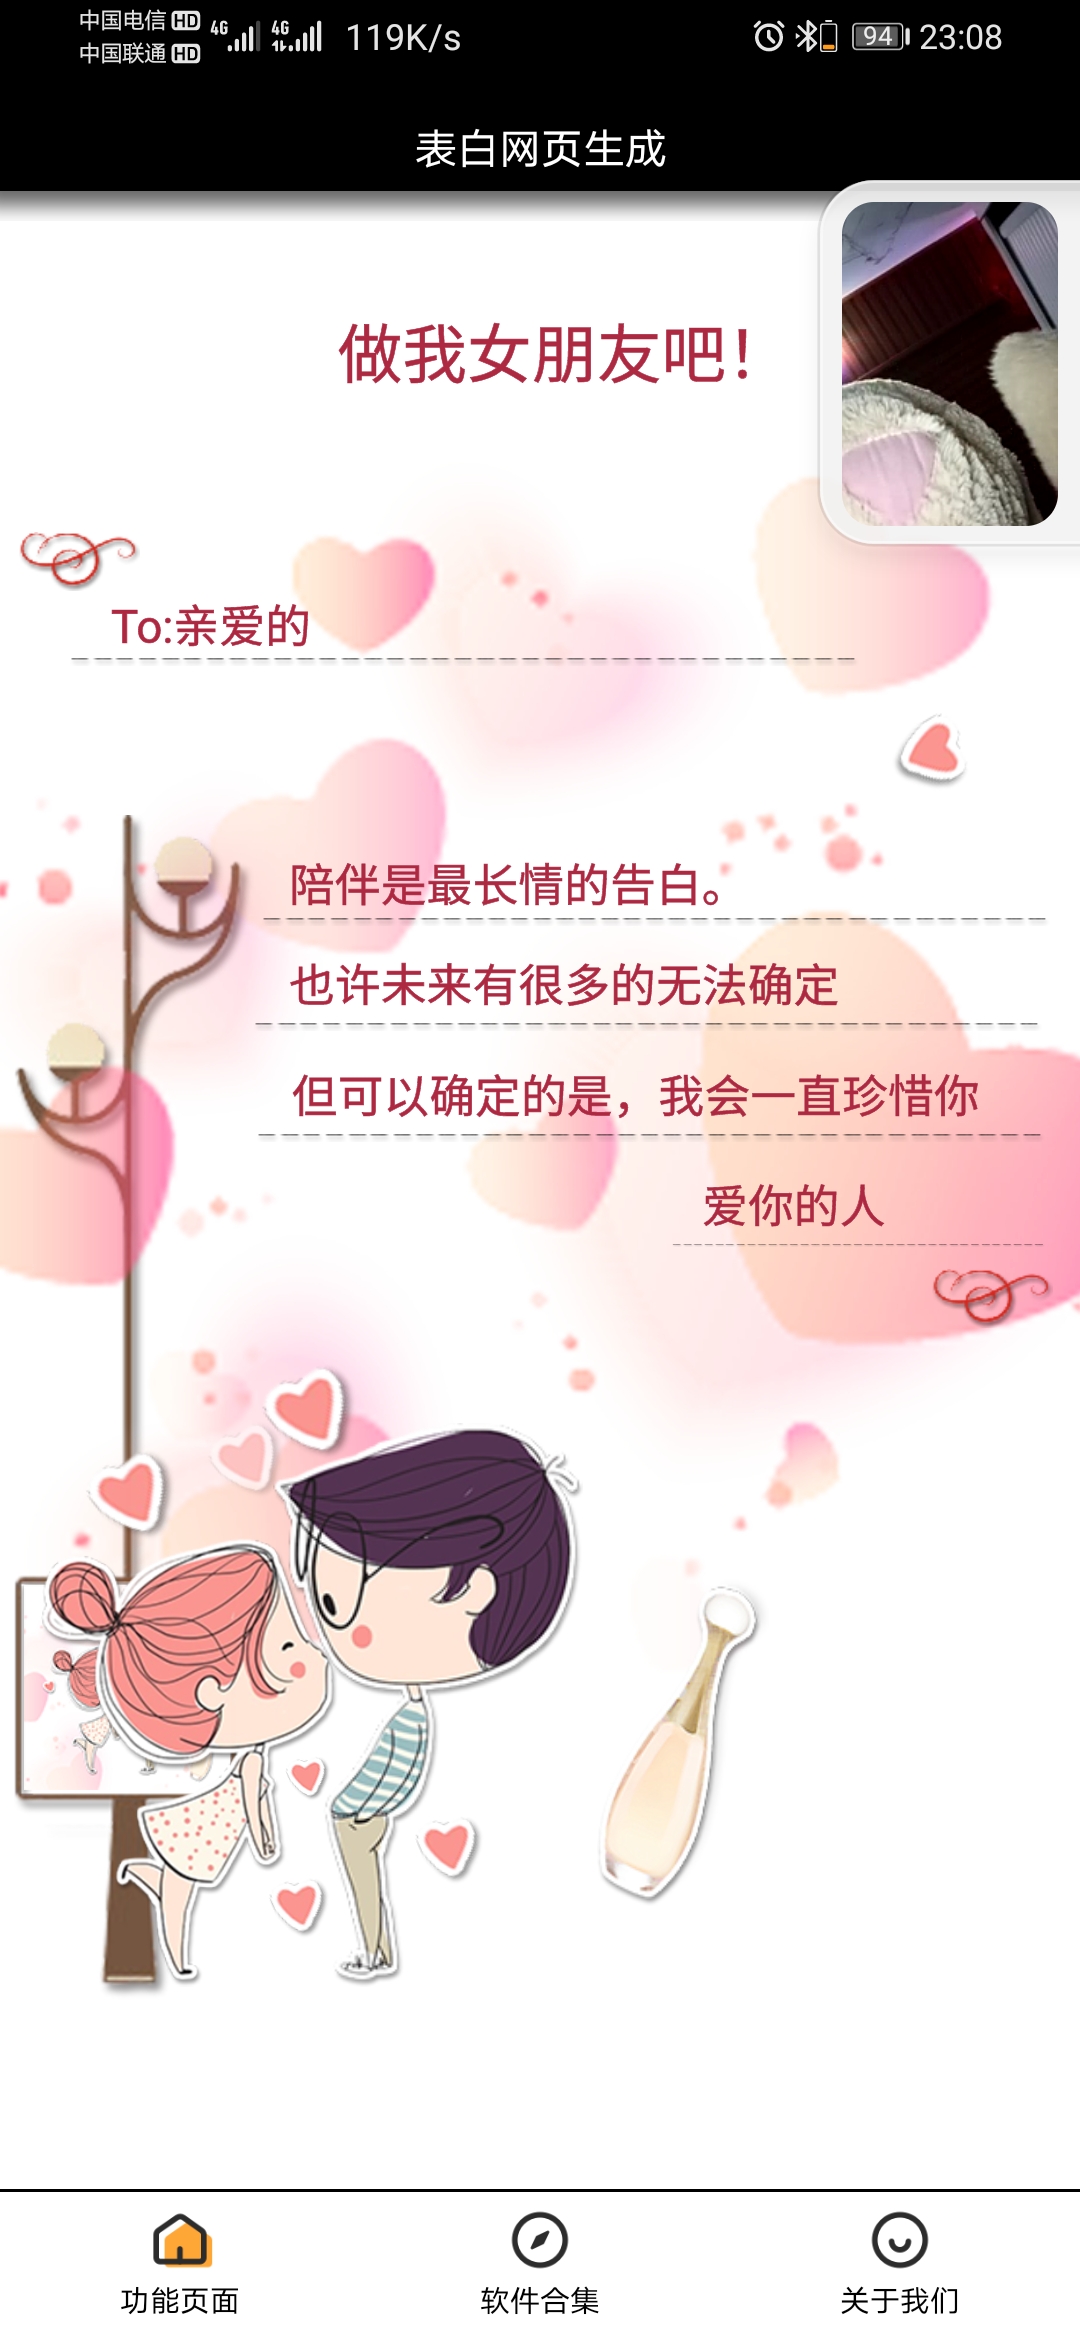 中国电信 HD 4G 4G 119K/s 94 23:08
中国联通 HD
表白网页生成
做我女朋友吧！
To:亲爱的
陪伴是最长情的告白。
也许未来有很多的无法确定
但可以确定的是，我会一直珍惜你
爱你的人
功能页面 软件合集 关于我们